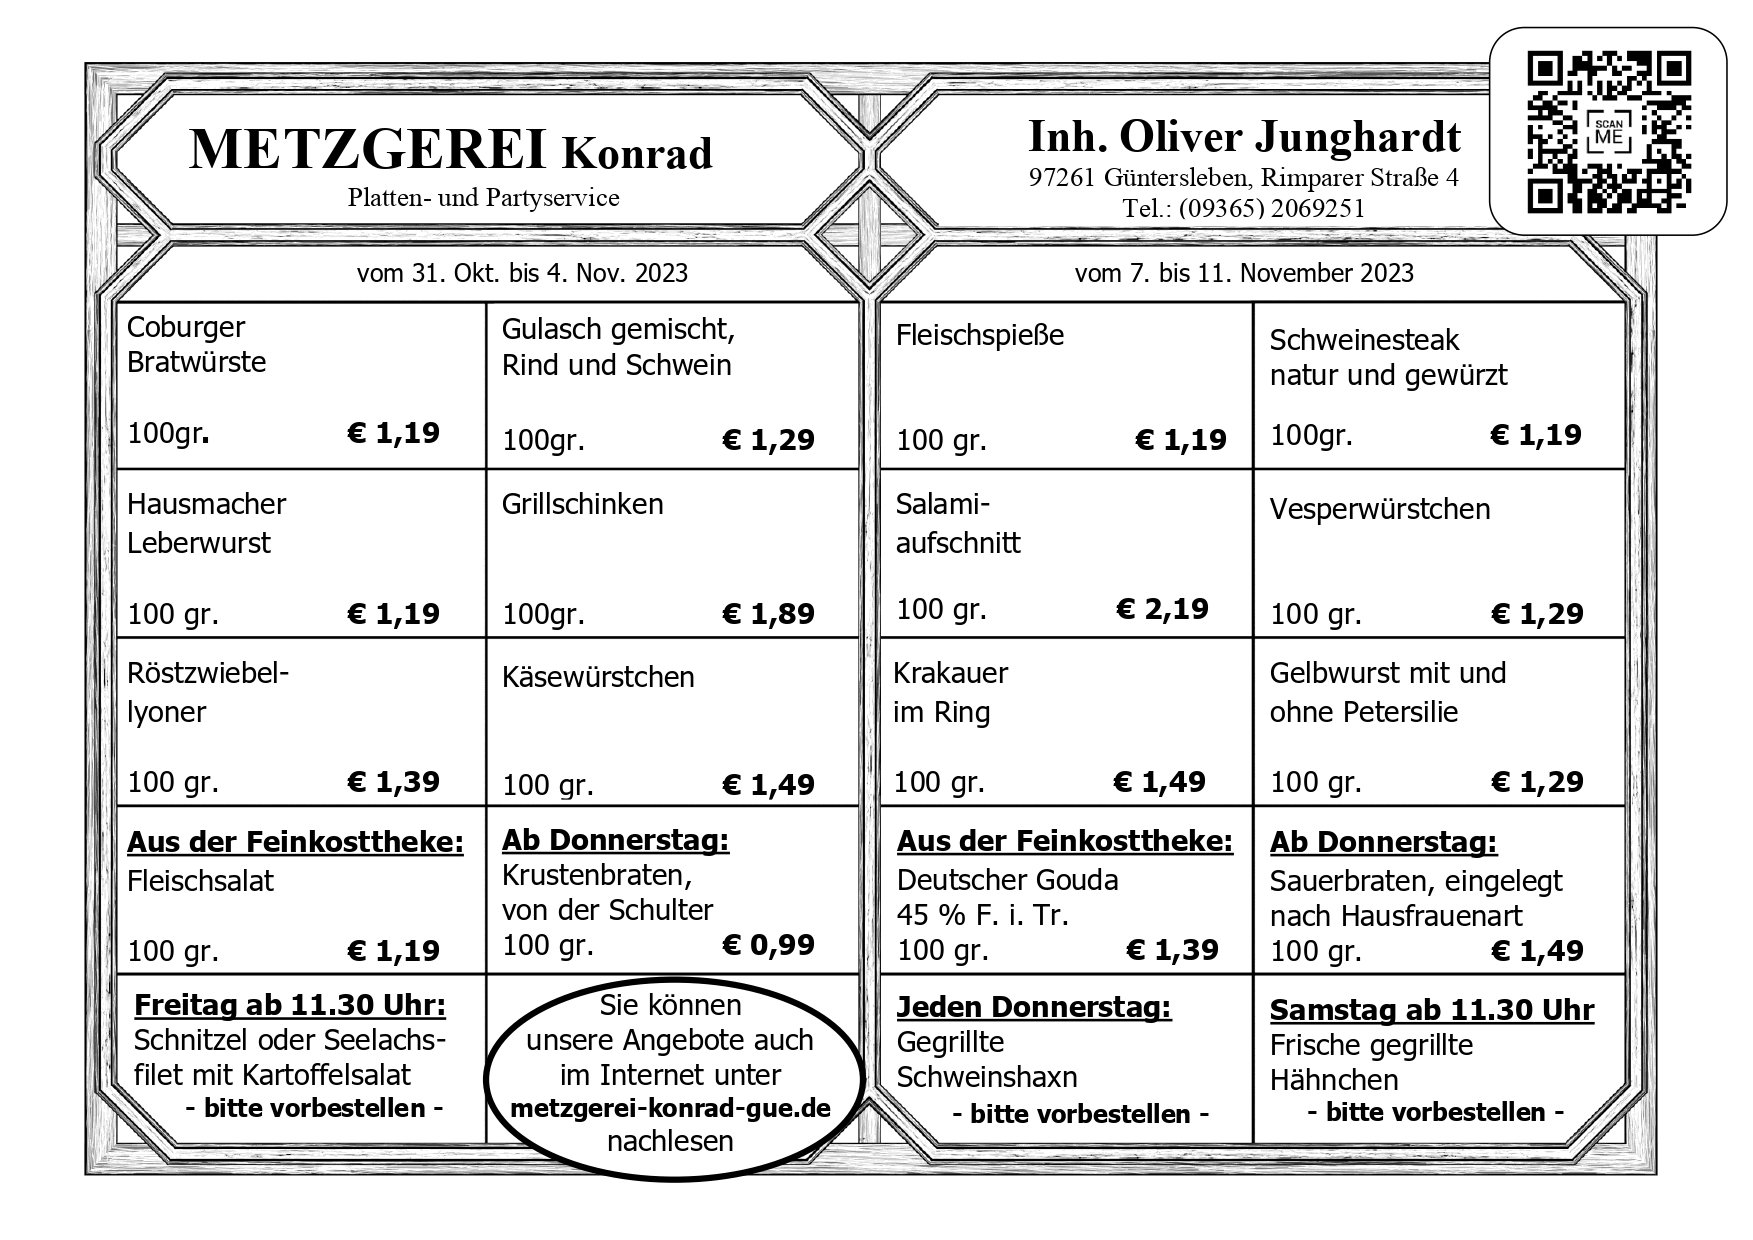 METZGEREI Konrad
Platten- und Partyservice
Inh. Oliver Junghardt
97261 Güntersleben, Rimparer Straße 4
Tel.: (09365) 2069251
SCAN
ME
vom 31. Okt. bis 4. Nov. 2023
Coburger
Bratwürste
100gr. € 1,19
Gulasch gemischt,
Rind und Schwein
100gr. € 1,29
Hausmacher
Leberwurst
100 gr. € 1,19
Grillschinken
100gr. € 1,89
Röstzwiebel-
lyoner
100 gr. € 1,39
Käsewürstchen
100 gr. € 1,49
Aus der Feinkosttheke:
Fleischsalat
100 gr. € 1,19
Ab Donnerstag:
Krustenbraten,
von der Schulter
100 gr. € 0,99
Freitag ab 11.30 Uhr:
Schnitzel oder Seelachs-
filet mit Kartoffelsalat
- bitte vorbestellen -
Sie können
unsere Angebote auch
im Internet unter
metzgerei-konrad-gue.de
nachlesen
vom 7. bis 11. November 2023
Fleischspieße
100 gr. € 1,19
Schweinesteak
natur und gewürzt
100gr. € 1,19
Salami-
aufschnitt
100 gr. € 2,19
Vesperwürstchen
100 gr. € 1,29
Krakauer
im Ring
100 gr. € 1,49
Gelbwurst mit und
ohne Petersilie
100 gr. € 1,29
Aus der Feinkosttheke:
Deutscher Gouda
45 % F. i. Tr.
100 gr. € 1,39
Ab Donnerstag:
Sauerbraten, eingelegt
nach Hausfrauenart
100 gr. € 1,49
Jeden Donnerstag:
Gegrillte
Schweinshaxn
- bitte vorbestellen -
Samstag ab 11.30 Uhr
Frische gegrillte
Hähnchen
- bitte vorbestellen -